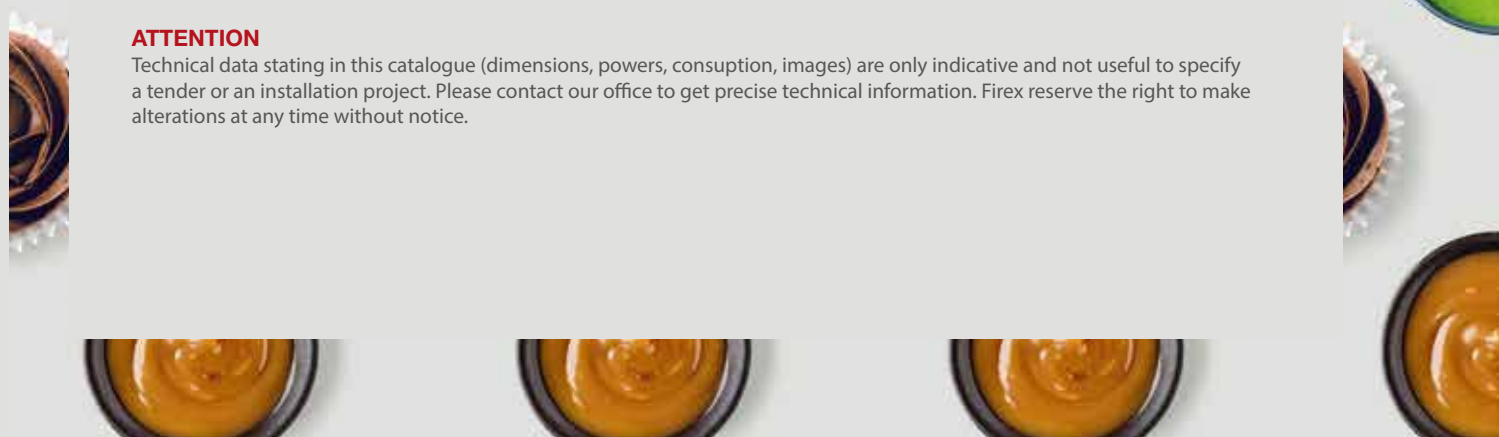 ATTENTION
Technical data stating in this catalogue (dimensions, powers, consuption, images) are only indicative and not useful to specify
a tender or an installation project. Please contact our office to get precise technical information. Firex reserve the right to make
alterations at any time without notice.